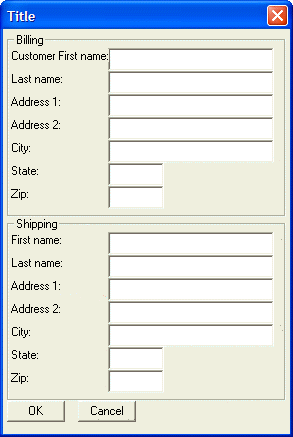 Title
Billing
Customer First name:
Last name:
Address 1:
Address 2:
City:
State:
Zip:
Shipping
First name:
Last name:
Address 1:
Address 2:
City:
State:
Zip:
OK Cancel